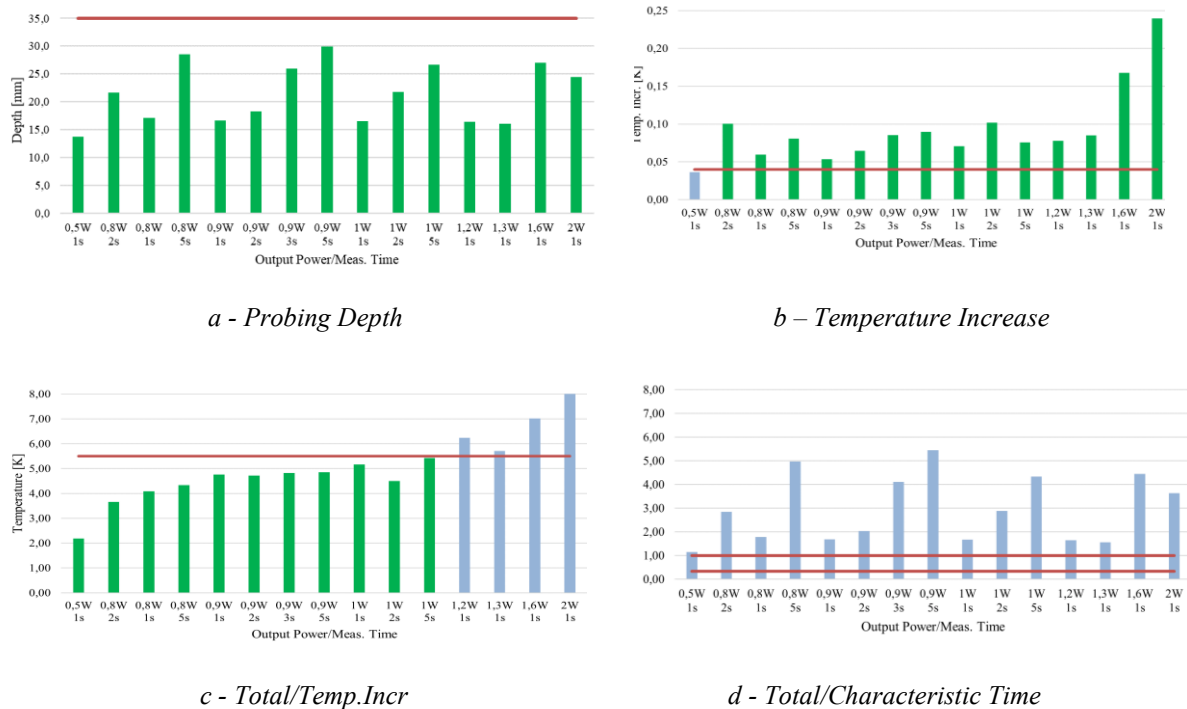 35,0
30,0
25,0
20,0
15,0
10,0
5,0
0,0
Depth [mm]
0,5W 0,8W 0,8W 0,8W 0,9W 0,9W 0,9W 0,9W 1W 1W 1W 1,2W 1,3W 1,6W 2W
1s 2s 1s 5s 1s 2s 3s 5s 1s 2s 5s 1s 1s 1s 1s
Output Power/Meas. Time
a - Probing Depth
0,25
0,20
0,15
0,10
0,05
0,00
Temp. Incr. [K]
0,5W 0,8W 0,8W 0,8W 0,9W 0,9W 0,9W 0,9W 1W 1W 1W 1,2W 1,3W 1,6W 2W
1s 2s 1s 5s 1s 2s 3s 5s 1s 2s 5s 1s 1s 1s 1s
Output Power/Meas. Time
b – Temperature Increase
8,00
7,00
6,00
5,00
4,00
3,00
2,00
1,00
0,00
Temperature [K]
0,5W 0,8W 0,8W 0,8W 0,9W 0,9W 0,9W 0,9W 1W 1W 1W 1,2W 1,3W 1,6W 2W
1s 2s 1s 5s 1s 2s 3s 5s 1s 2s 5s 1s 1s 1s 1s
Output Power/Meas. Time
c - Total/Temp.Incr
8,00
7,00
6,00
5,00
4,00
3,00
2,00
1,00
0,00
0,5W 0,8W 0,8W 0,8W 0,9W 0,9W 0,9W 0,9W 1W 1W 1W 1,2W 1,3W 1,6W 2W
1s 2s 1s 5s 1s 2s 3s 5s 1s 2s 5s 1s 1s 1s 1s
Output Power/Meas. Time
d - Total/Characteristic Time